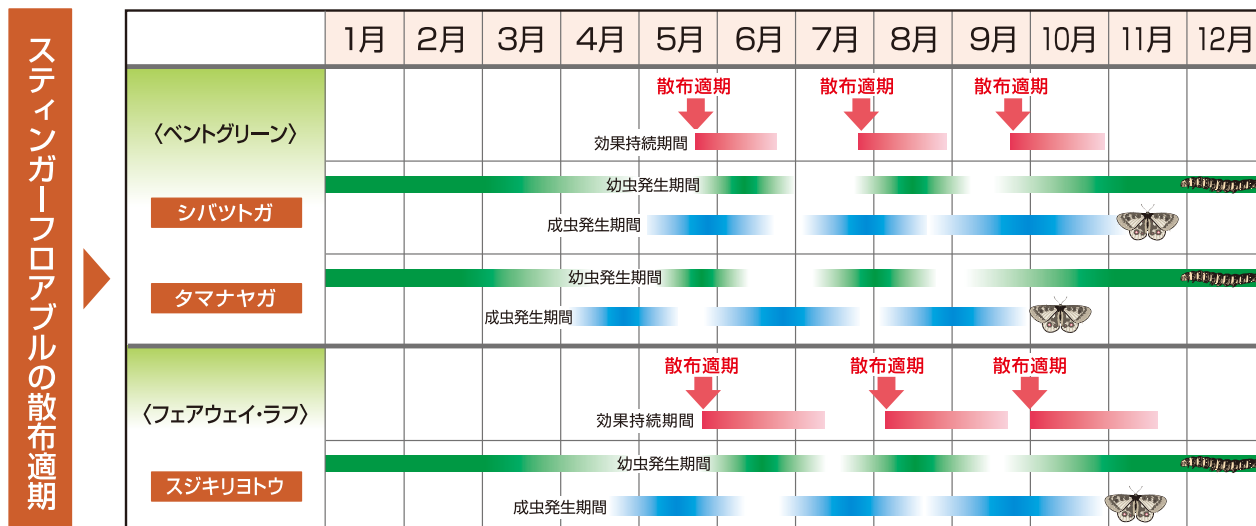 スティンガーフロアブルの散布適期
1月 2月 3月 4月 5月 6月 7月 8月 9月 10月 11月 12月
〈ベントグリーン〉
散布適期 散布適期 散布適期
効果持続期間
シバツトガ
幼虫発生期間
成虫発生期間
タマナヤガ
幼虫発生期間
成虫発生期間
〈フェアウェイ・ラフ〉
散布適期 散布適期 散布適期
効果持続期間
スジキリヨトウ
幼虫発生期間
成虫発生期間